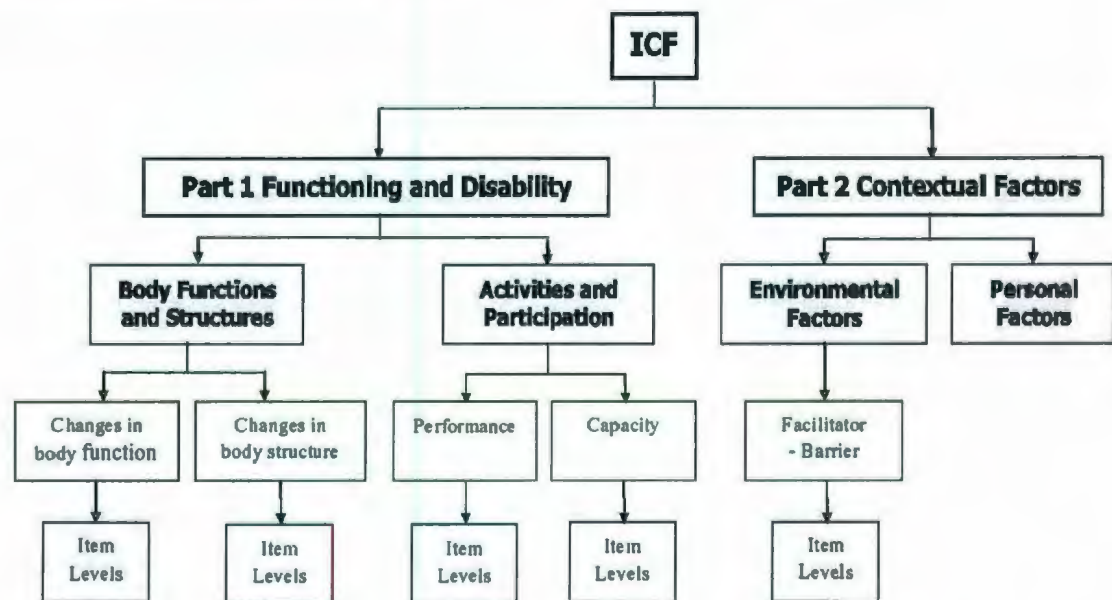 ICF
Part 1 Functioning and Disability
Part 2 Contextual Factors
Body Functions
and Structures
Activities and
Participation
Environmental
Factors
Personal
Factors
Changes in
body function
Changes in
body structure
Performance
Capacity
Facilitator
- Barrier
Item
Levels
Item
Levels
Item
Levels
Item
Levels
Item
Levels